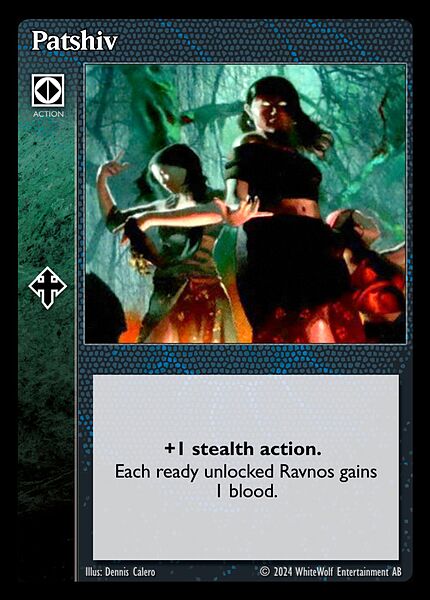 Patshiv
ACTION
+1 stealth action.
Each ready unlocked Ravnos gains
1 blood.
Illus: Dennis Calero © 2024 WhiteWolf Entertainment AB